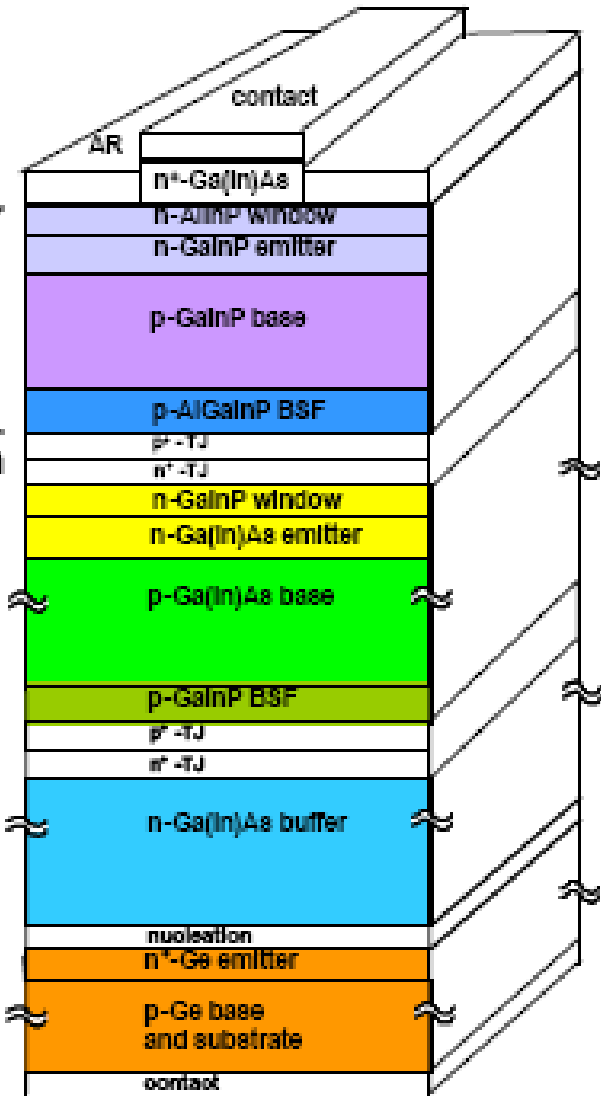 contact
AR
n+-Ga(In)As
n-AlInP window
n-GaInP emitter
p-GaInP base
p-AlGaInP BSF
p+ -TJ
n+ -TJ
n-GaInP window
n-Ga(In)As emitter
p-Ga(In)As base
p-GaInP BSF
p+ -TJ
n+ -TJ
n-Ga(In)As buffer
nucleation
n+-Ge emitter
p-Ge base
and substrate
contact